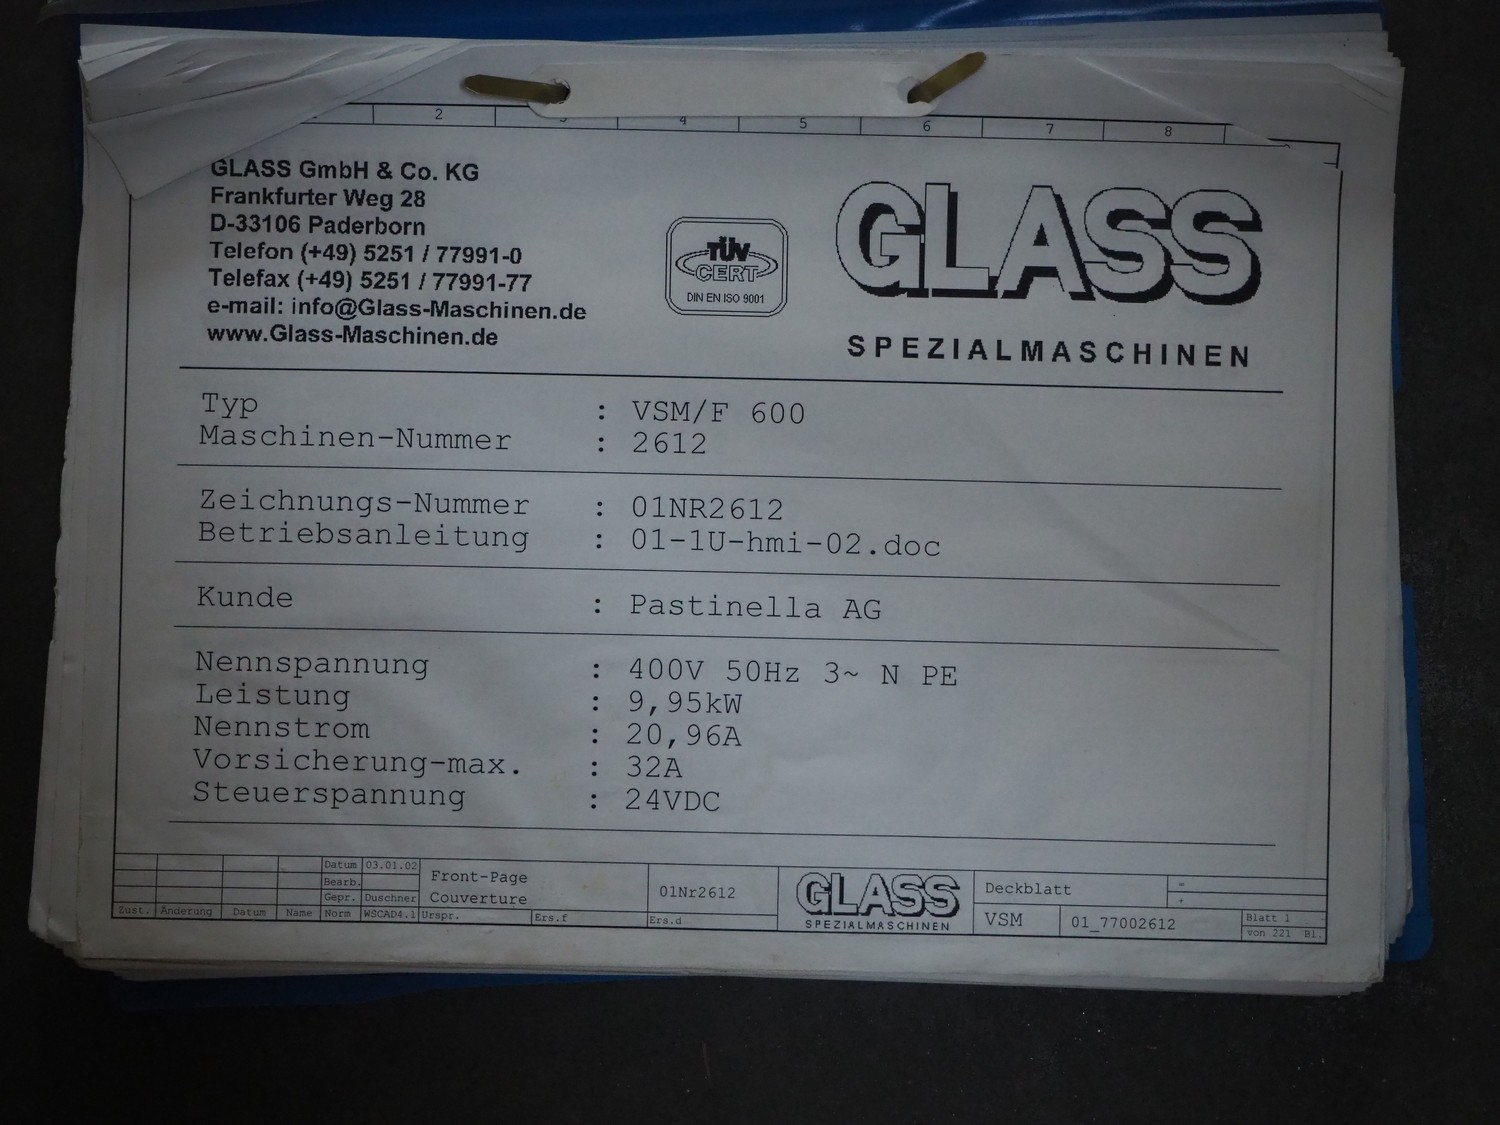 2 3 4 5 6 7 8
GLASS GmbH & Co. KG
Frankfurter Weg 28
D-33106 Paderborn
Telefon (+49) 5251 / 77991-0
Telefax (+49) 5251 / 77991-77
e-mail: info@Glass-Maschinen.de
www.Glass-Maschinen.de
TÜV
CERT
DIN EN ISO 9001
GLASS
SPEZIALMASCHINEN
Typ : VSM/F 600
Maschinen-Nummer : 2612
Zeichnungs-Nummer : 01NR2612
Betriebsanleitung : 01-1U-hmi-02.doc
Kunde : Pastinella AG
Nennspannung : 400V 50Hz 3~ N PE
Leistung : 9,95kW
Nennstrom : 20,96A
Vorsicherung-max. : 32A
Steuerspannung : 24VDC
Datum 03.01.02
Bearb.
Gepr. Duschner
Zust. Änderung Datum Name Norm WSCAD4.1
Front-Page
Couverture
Urspr. Ers.f Ers.d
01Nr2612
GLASS
SPEZIALMASCHINEN
Deckblatt
=
+
VSM 01_77002612
Blatt 1
von 221 Bl.